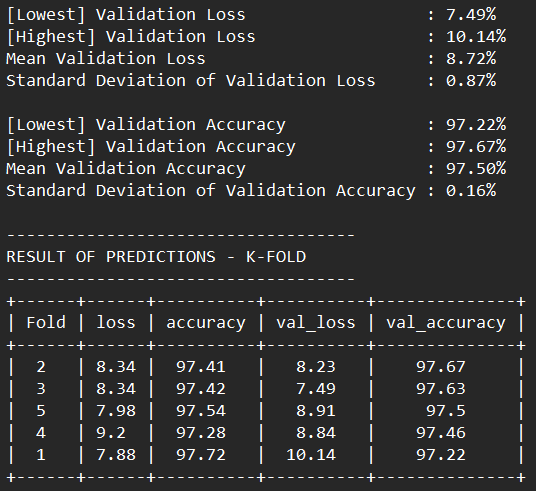 [Lowest] Validation Loss : 7.49%
[Highest] Validation Loss : 10.14%
Mean Validation Loss : 8.72%
Standard Deviation of Validation Loss : 0.87%
[Lowest] Validation Accuracy : 97.22%
[Highest] Validation Accuracy : 97.67%
Mean Validation Accuracy : 97.50%
Standard Deviation of Validation Accuracy : 0.16%
-----------------------------------
RESULT OF PREDICTIONS - K-FOLD
-----------------------------------
+------+------+----------+----------+--------------+
| Fold | loss | accuracy | val_loss | val_accuracy |
+------+------+----------+----------+--------------+
| 2 | 8.34 | 97.41 | 8.23 | 97.67 |
| 3 | 8.34 | 97.42 | 7.49 | 97.63 |
| 5 | 7.98 | 97.54 | 8.91 | 97.5 |
| 4 | 9.2 | 97.28 | 8.84 | 97.46 |
| 1 | 7.88 | 97.72 | 10.14 | 97.22 |
+------+------+----------+----------+--------------+